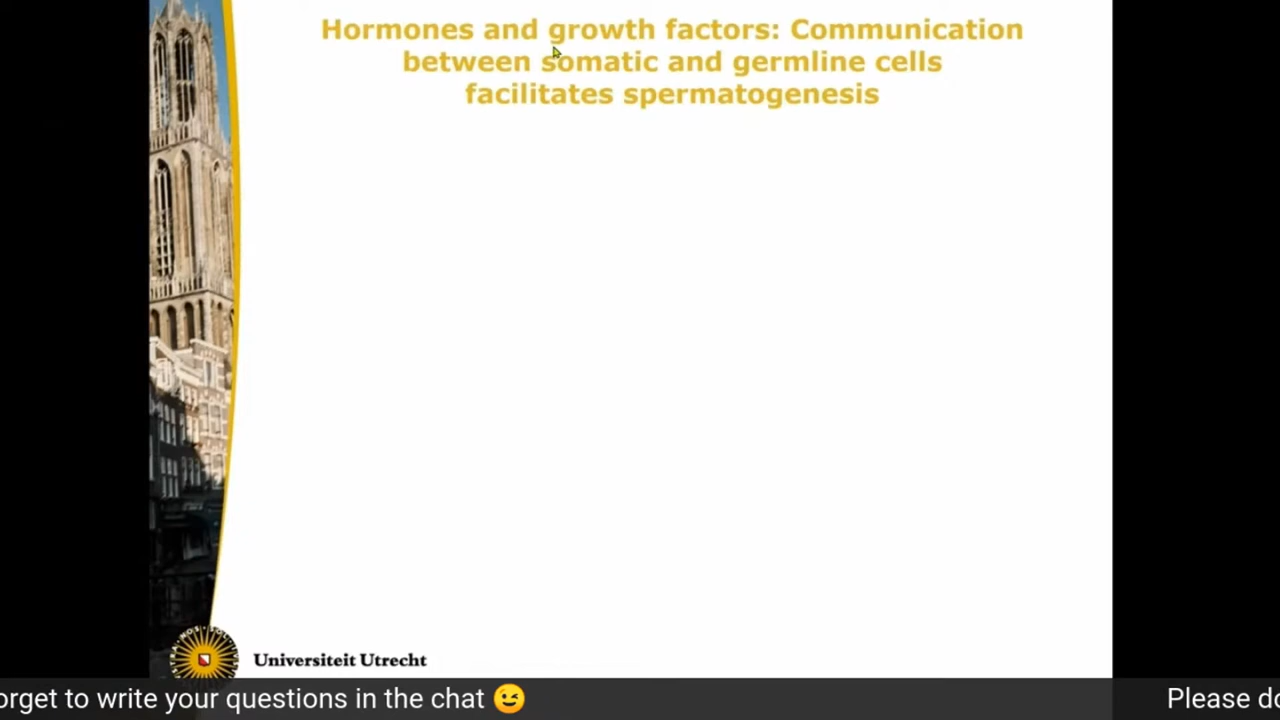 Hormones and growth factors: Communication
between somatic and germline cells
facilitates spermatogenesis
Universiteit Utrecht
orget to write your questions in the chat 😉
Please do